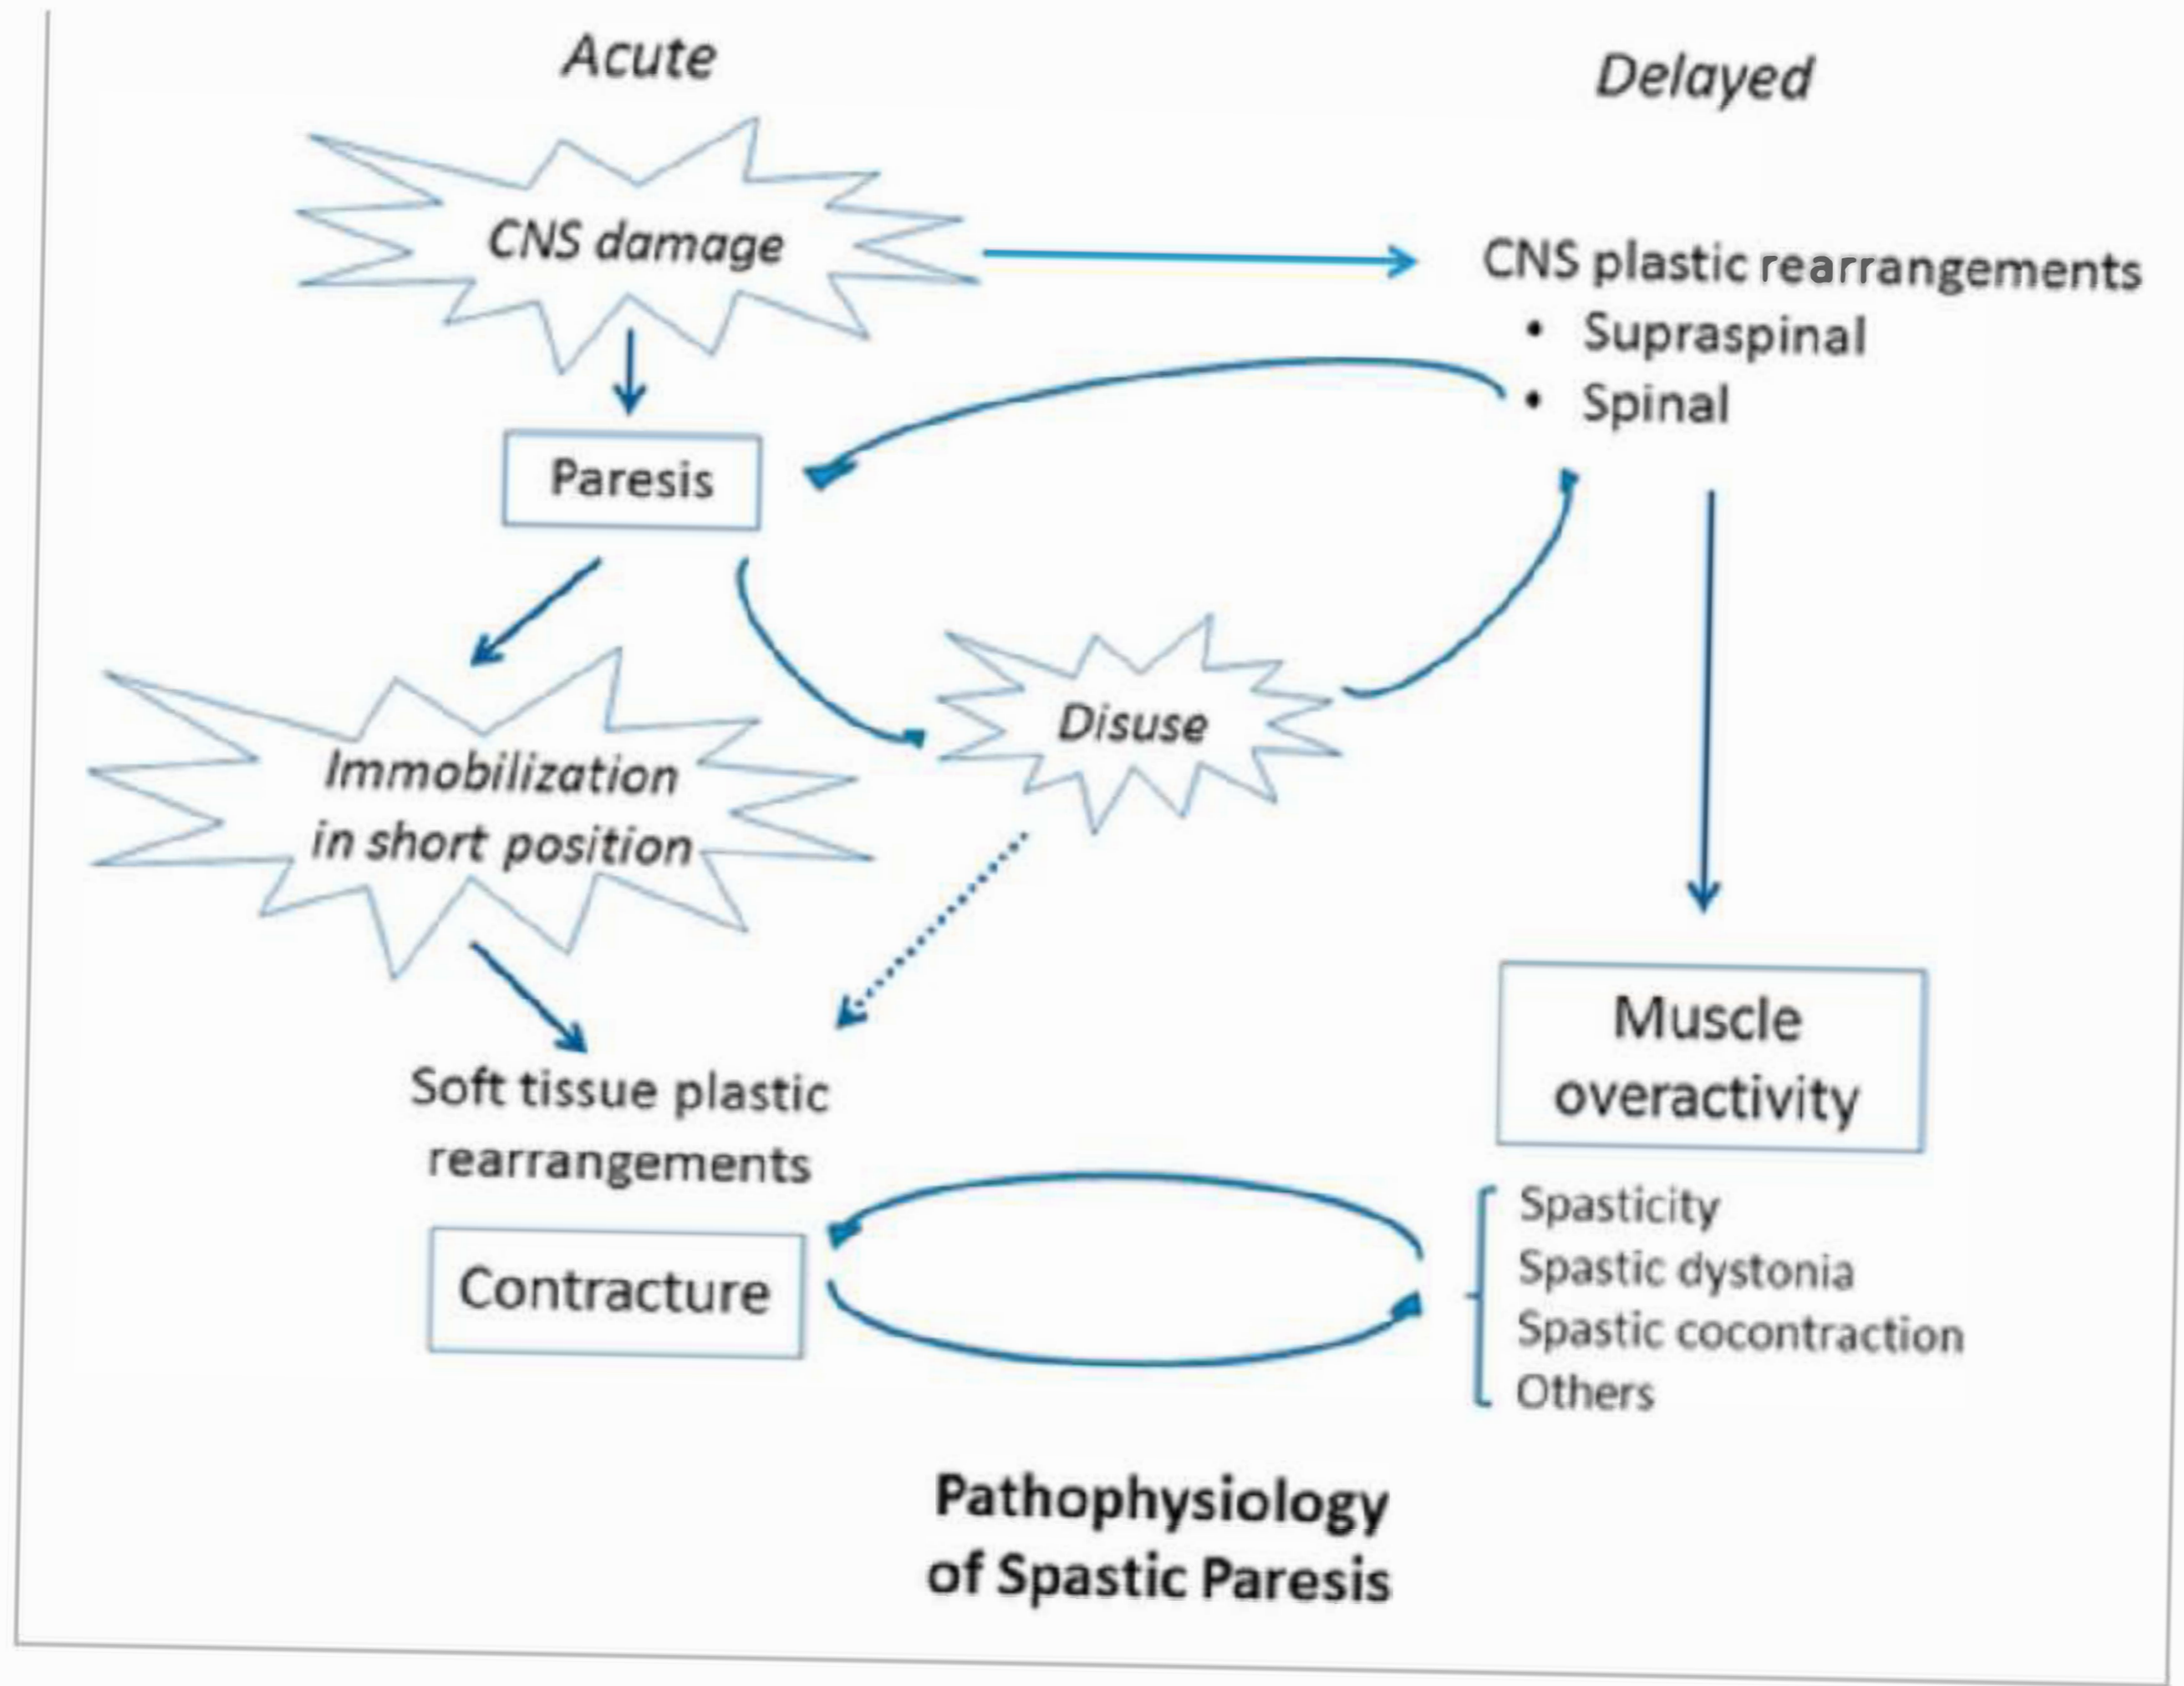 Acute
Delayed
CNS damage
CNS plastic rearrangements
• Supraspinal
• Spinal
Paresis
Disuse
Immobilization
in short position
Soft tissue plastic
rearrangements
Muscle
overactivity
Contracture
Spasticity
Spastic dystonia
Spastic cocontraction
Others
Pathophysiology
of Spastic Paresis